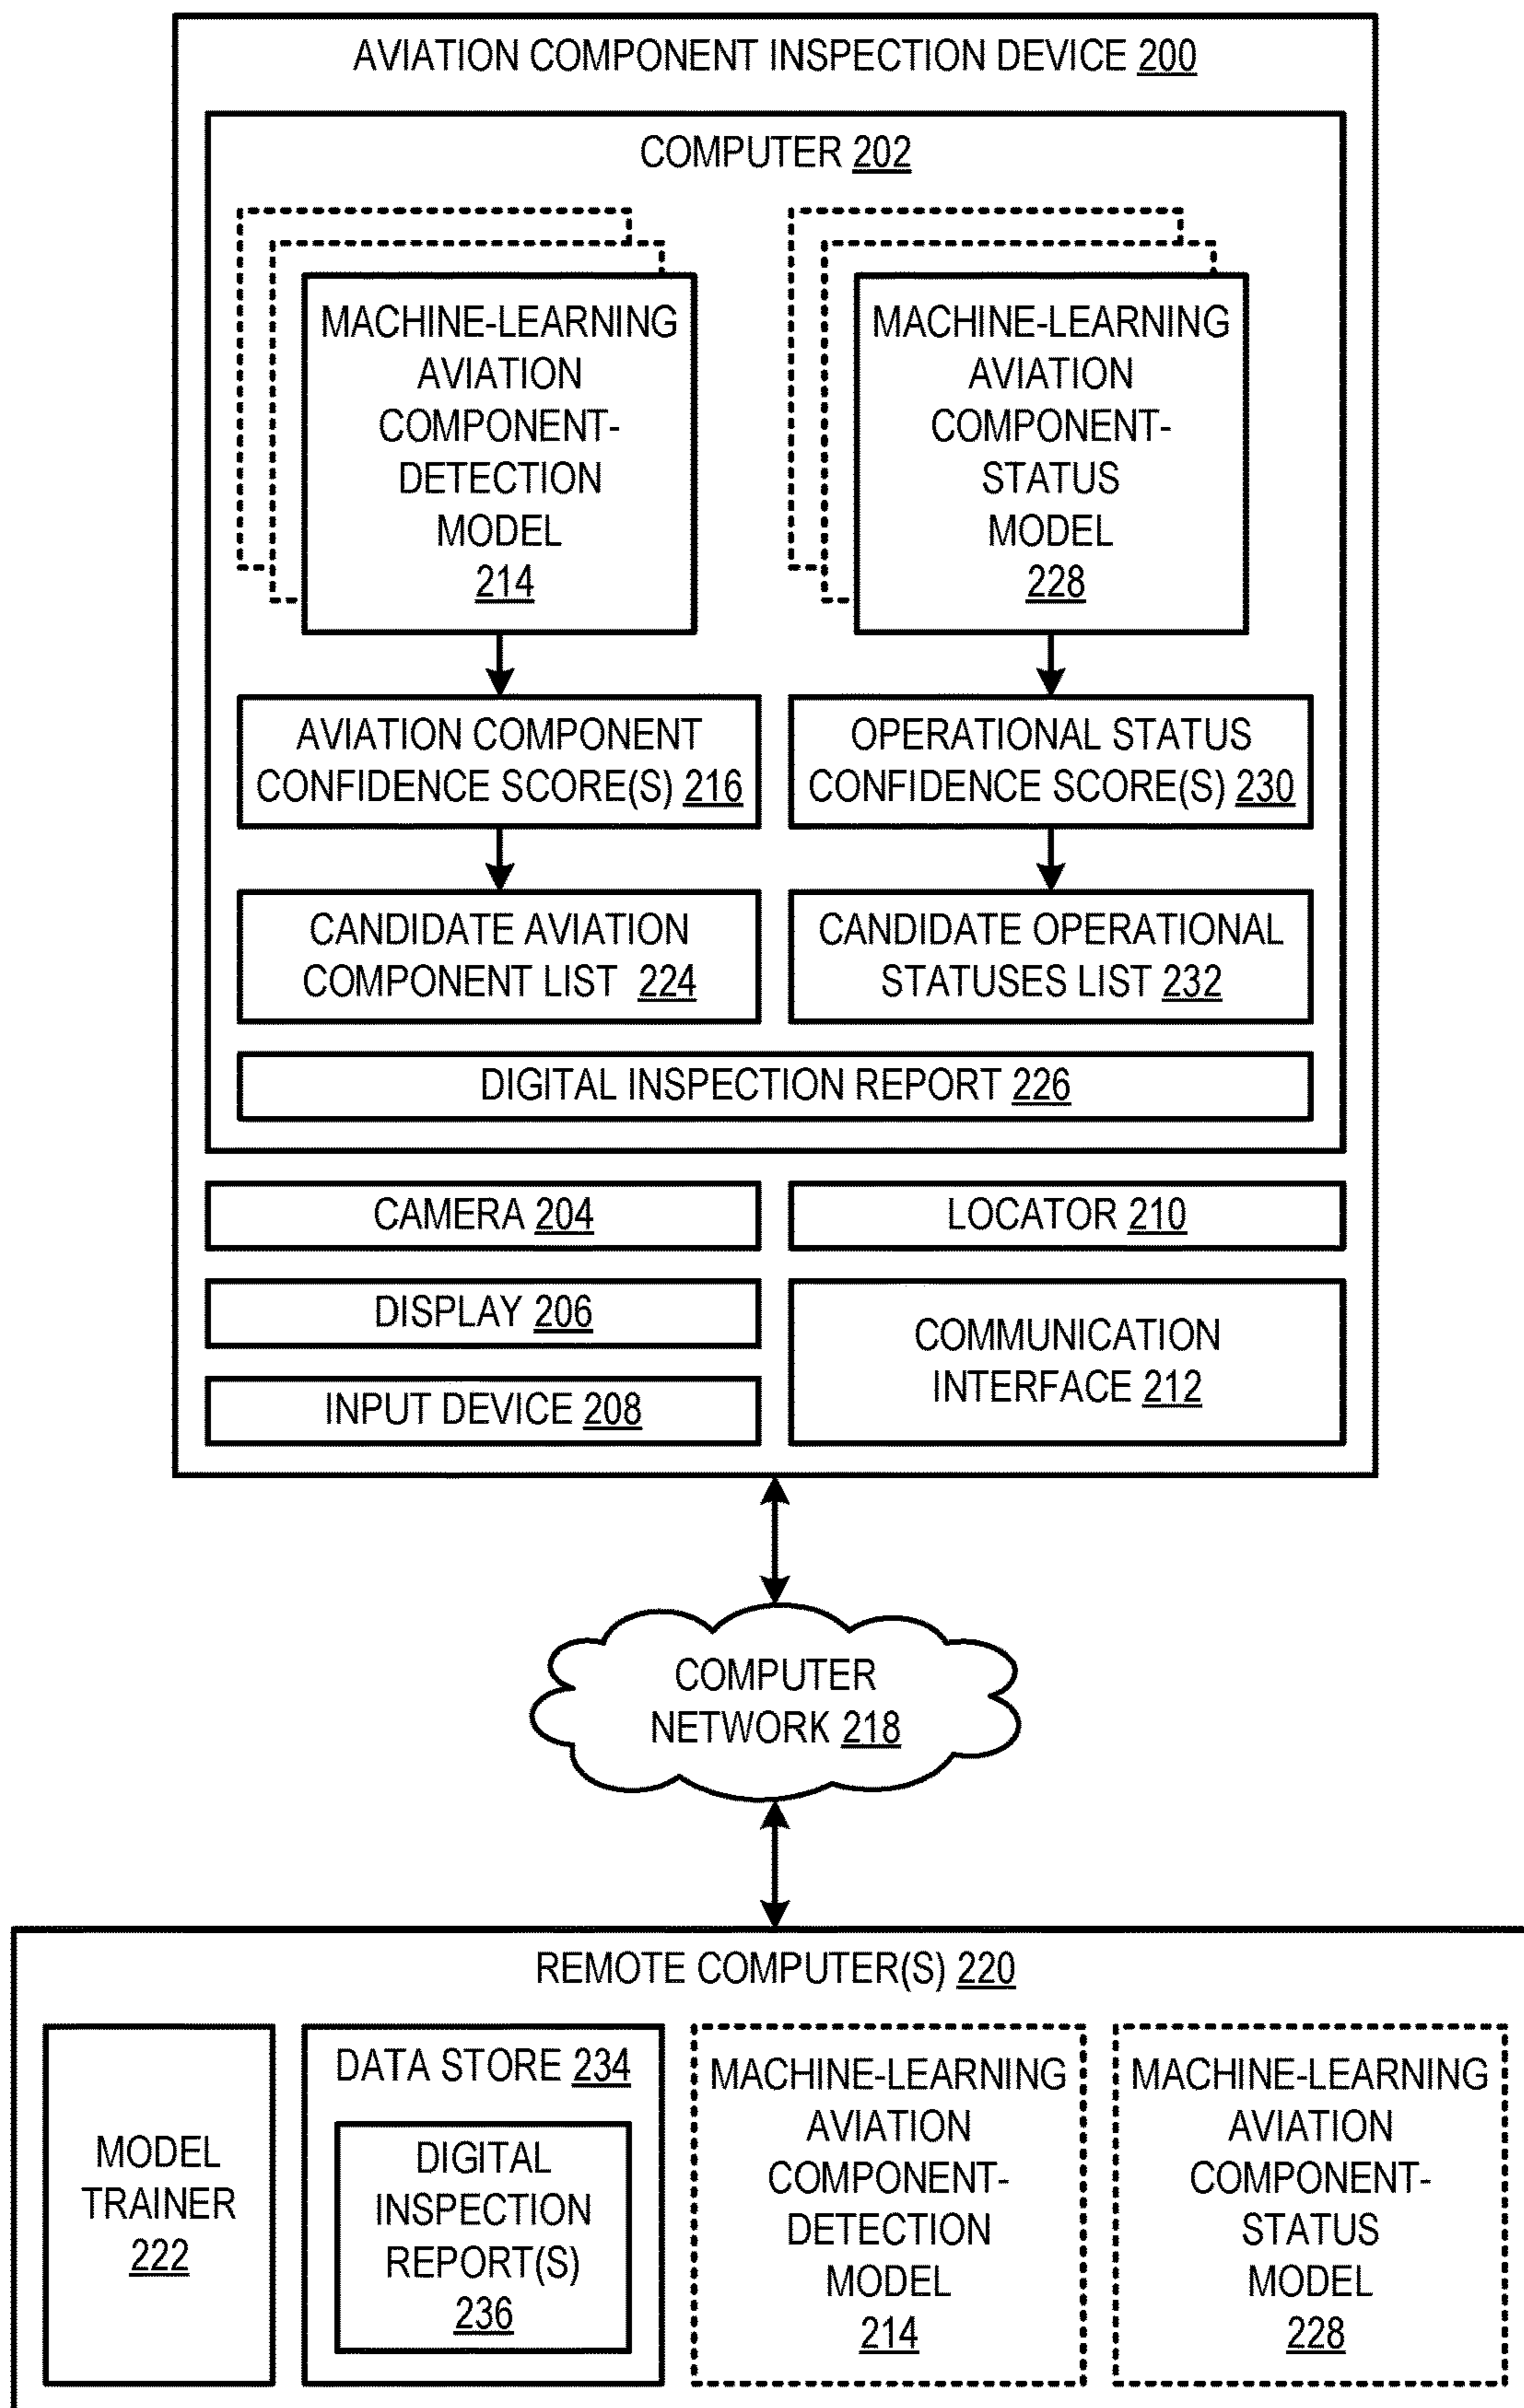 AVIATION COMPONENT INSPECTION DEVICE 200
COMPUTER 202
MACHINE-LEARNING
AVIATION
COMPONENT-
DETECTION
MODEL
214
MACHINE-LEARNING
AVIATION
COMPONENT-
STATUS
MODEL
228
AVIATION COMPONENT
CONFIDENCE SCORE(S) 216
OPERATIONAL STATUS
CONFIDENCE SCORE(S) 230
CANDIDATE AVIATION
COMPONENT LIST 224
CANDIDATE OPERATIONAL
STATUSES LIST 232
DIGITAL INSPECTION REPORT 226
CAMERA 204
LOCATOR 210
DISPLAY 206
COMMUNICATION
INTERFACE 212
INPUT DEVICE 208
COMPUTER
NETWORK 218
REMOTE COMPUTER(S) 220
MODEL
TRAINER
222
DATA STORE 234
DIGITAL
INSPECTION
REPORT(S)
236
MACHINE-LEARNING
AVIATION
COMPONENT-
DETECTION
MODEL
214
MACHINE-LEARNING
AVIATION
COMPONENT-
STATUS
MODEL
228